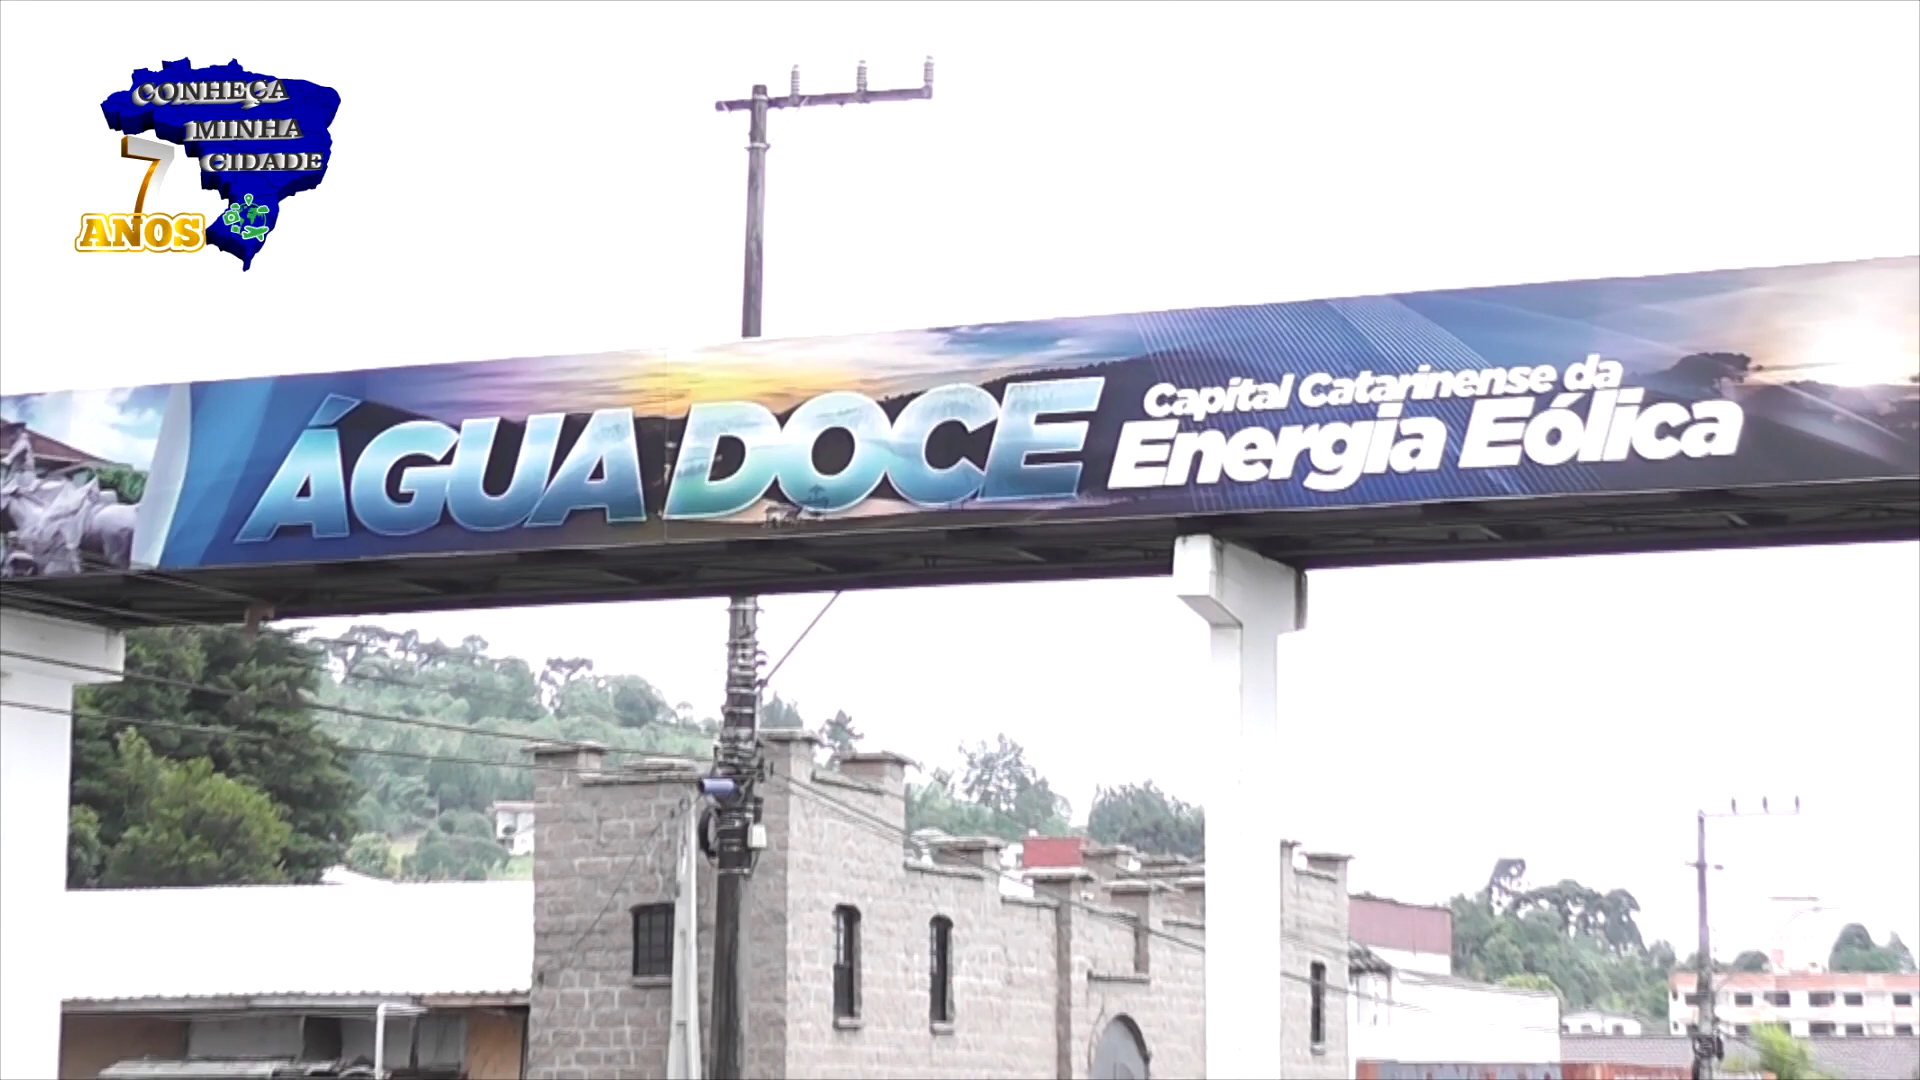 CONHEÇA
MINHA
CIDADE
7
ANOS
ÁGUA DOCE
Capital Catarinense da
Energia Eólica